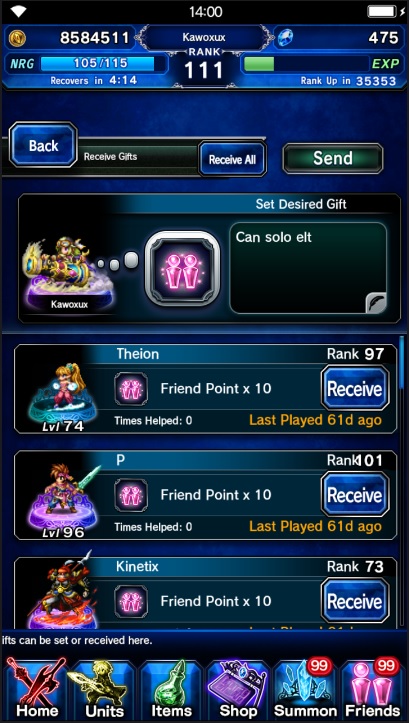 14:00
8584511
Kawoxux
475
NRG 105/115
RANK
111
EXP
Recovers in 4:14
Rank Up in 35353
Back
Receive Gifts
Receive All
Send
Set Desired Gift
Can solo elt
Kawoxux
Theion
Rank 97
Lvl 74
Friend Point x 10
Receive
Times Helped: 0
Last Played 61d ago
P
Rank101
Lvl 96
Friend Point x 10
Receive
Times Helped: 0
Last Played 61d ago
Kinetix
Rank 73
Friend Point x 10
Receive
ifts can be set or received here.
99
99
Home
Units
Items
Shop
Summon
Friends